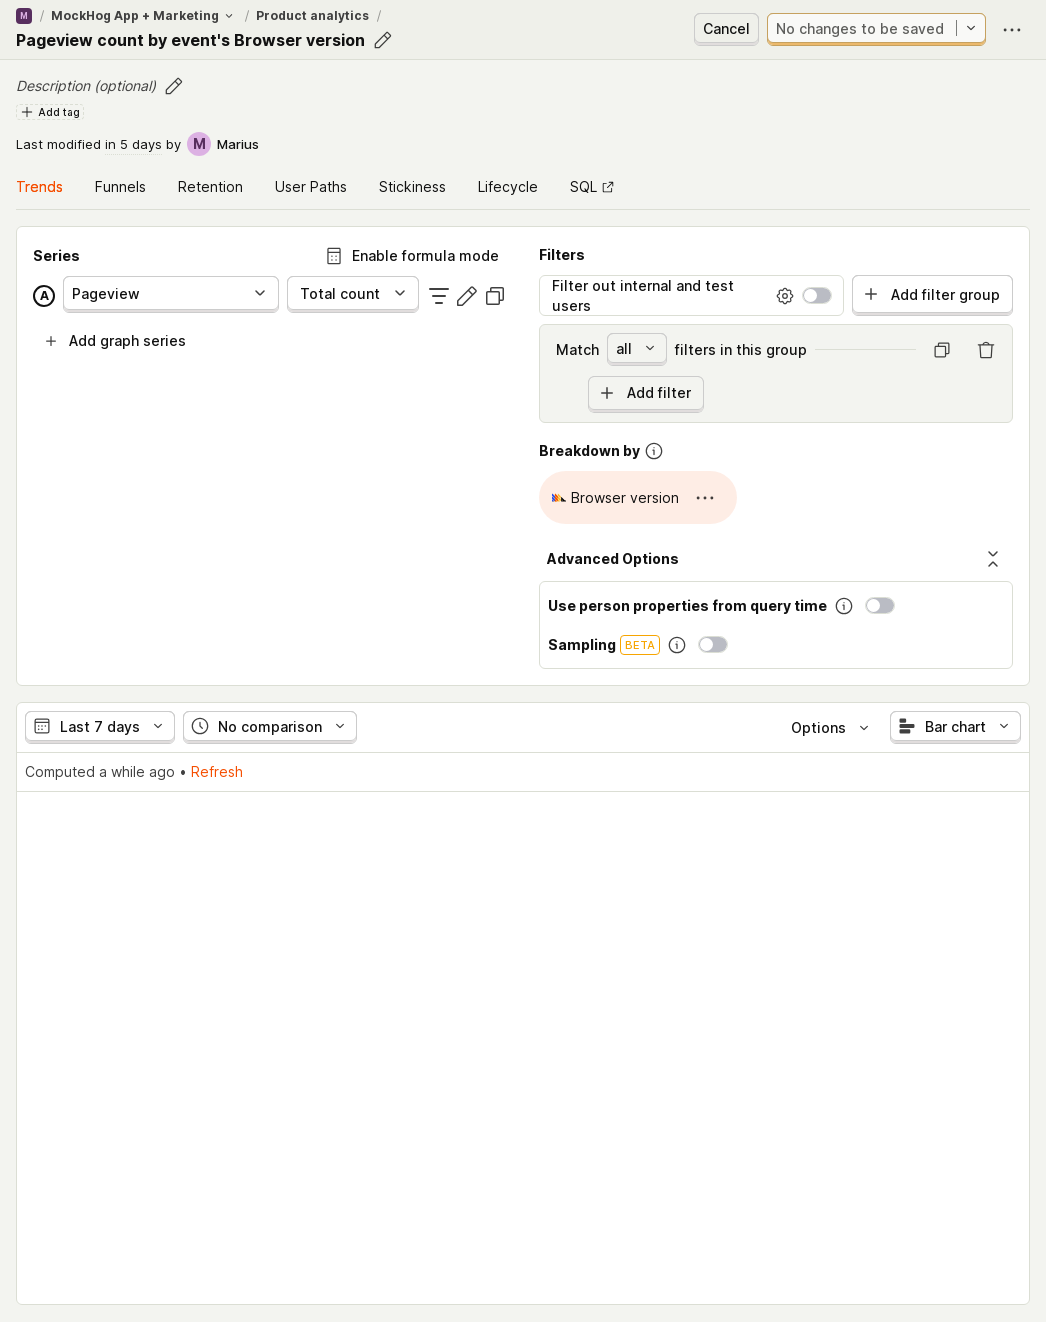 M / MockHog App + Marketing / Product analytics /
Pageview count by event's Browser version
Cancel
No changes to be saved
Description (optional)
Add tag
Last modified in 5 days by M Marius
Trends Funnels Retention User Paths Stickiness Lifecycle SQL
Series
Enable formula mode
A Pageview Total count
Add graph series
Filters
Filter out internal and test
users
Add filter group
Match all filters in this group
Add filter
Breakdown by
Browser version
Advanced Options
Use person properties from query time
Sampling BETA
Last 7 days No comparison Options Bar chart
Computed a while ago • Refresh